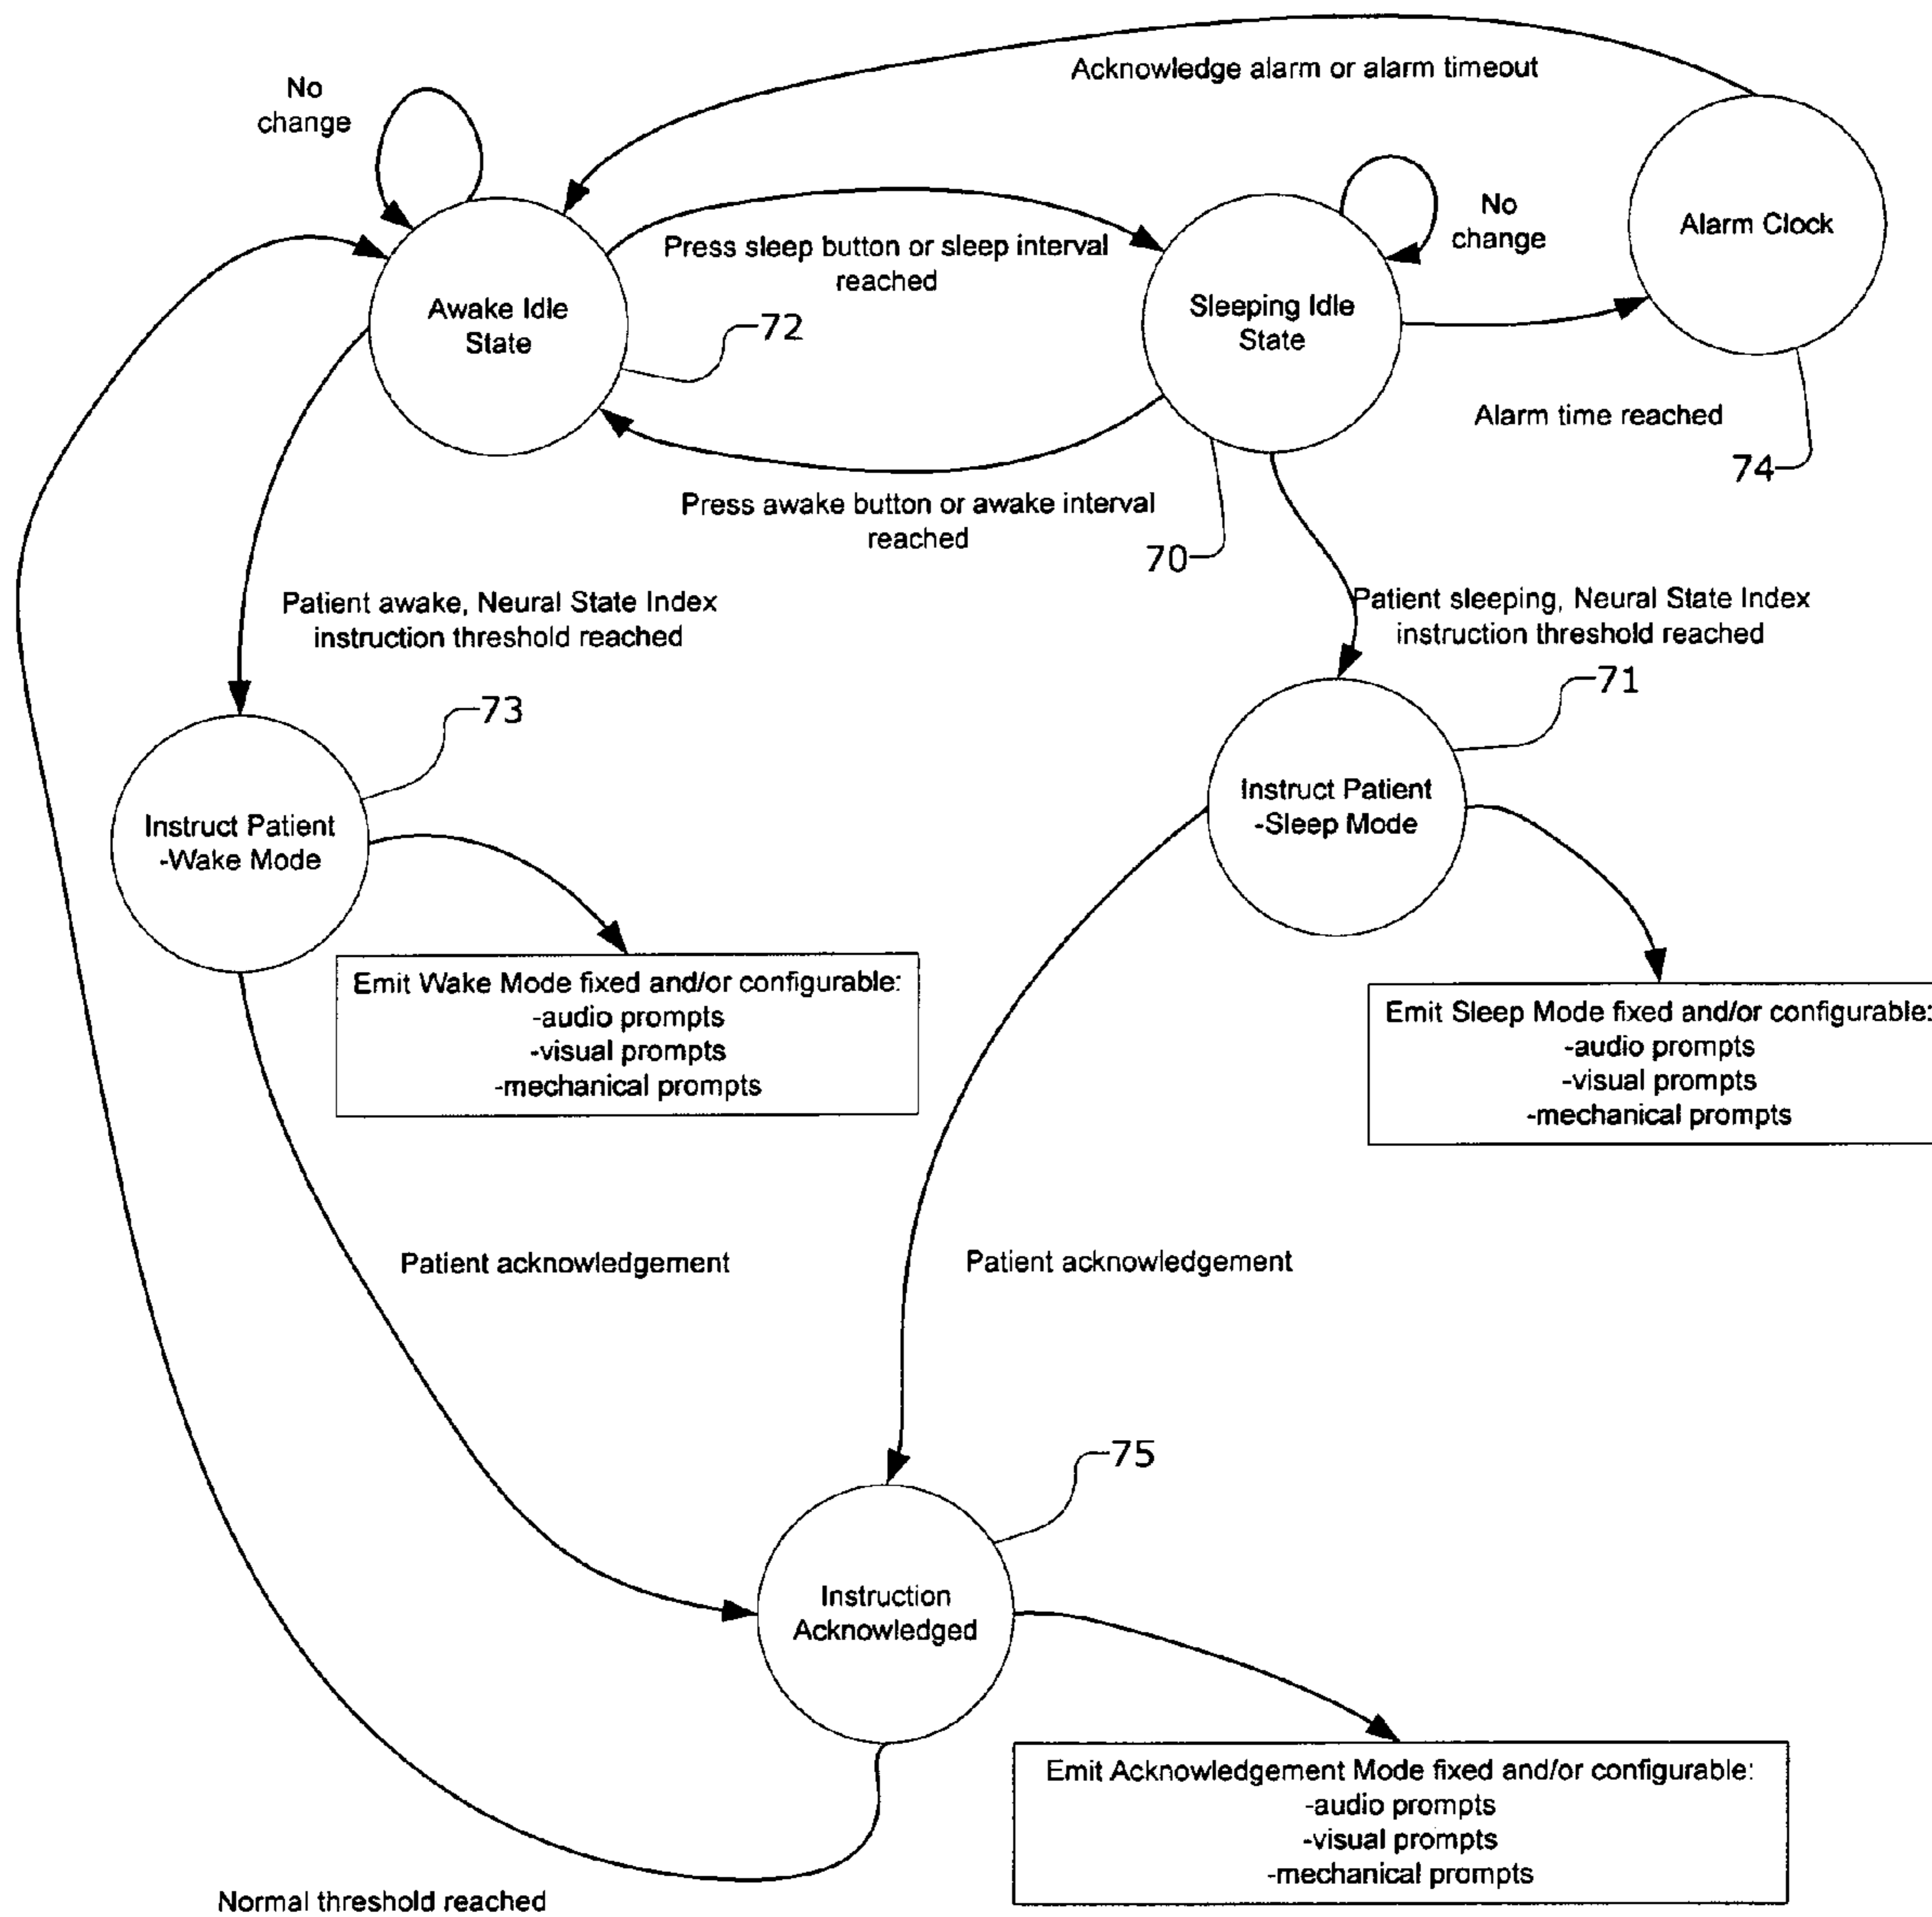 Acknowledge alarm or alarm timeout
No
change
No
change
Alarm Clock
Press sleep button or sleep interval
reached
Awake Idle
State
72
Sleeping Idle
State
Alarm time reached
74
Press awake button or awake interval
reached
70
Patient awake, Neural State Index
instruction threshold reached
Patient sleeping, Neural State Index
instruction threshold reached
71
73
Instruct Patient
-Wake Mode
Instruct Patient
-Sleep Mode
Emit Wake Mode fixed and/or configurable:
-audio prompts
-visual prompts
-mechanical prompts
Emit Sleep Mode fixed and/or configurable:
-audio prompts
-visual prompts
-mechanical prompts
Patient acknowledgement
Patient acknowledgement
75
Instruction
Acknowledged
Emit Acknowledgement Mode fixed and/or configurable:
-audio prompts
-visual prompts
-mechanical prompts
Normal threshold reached